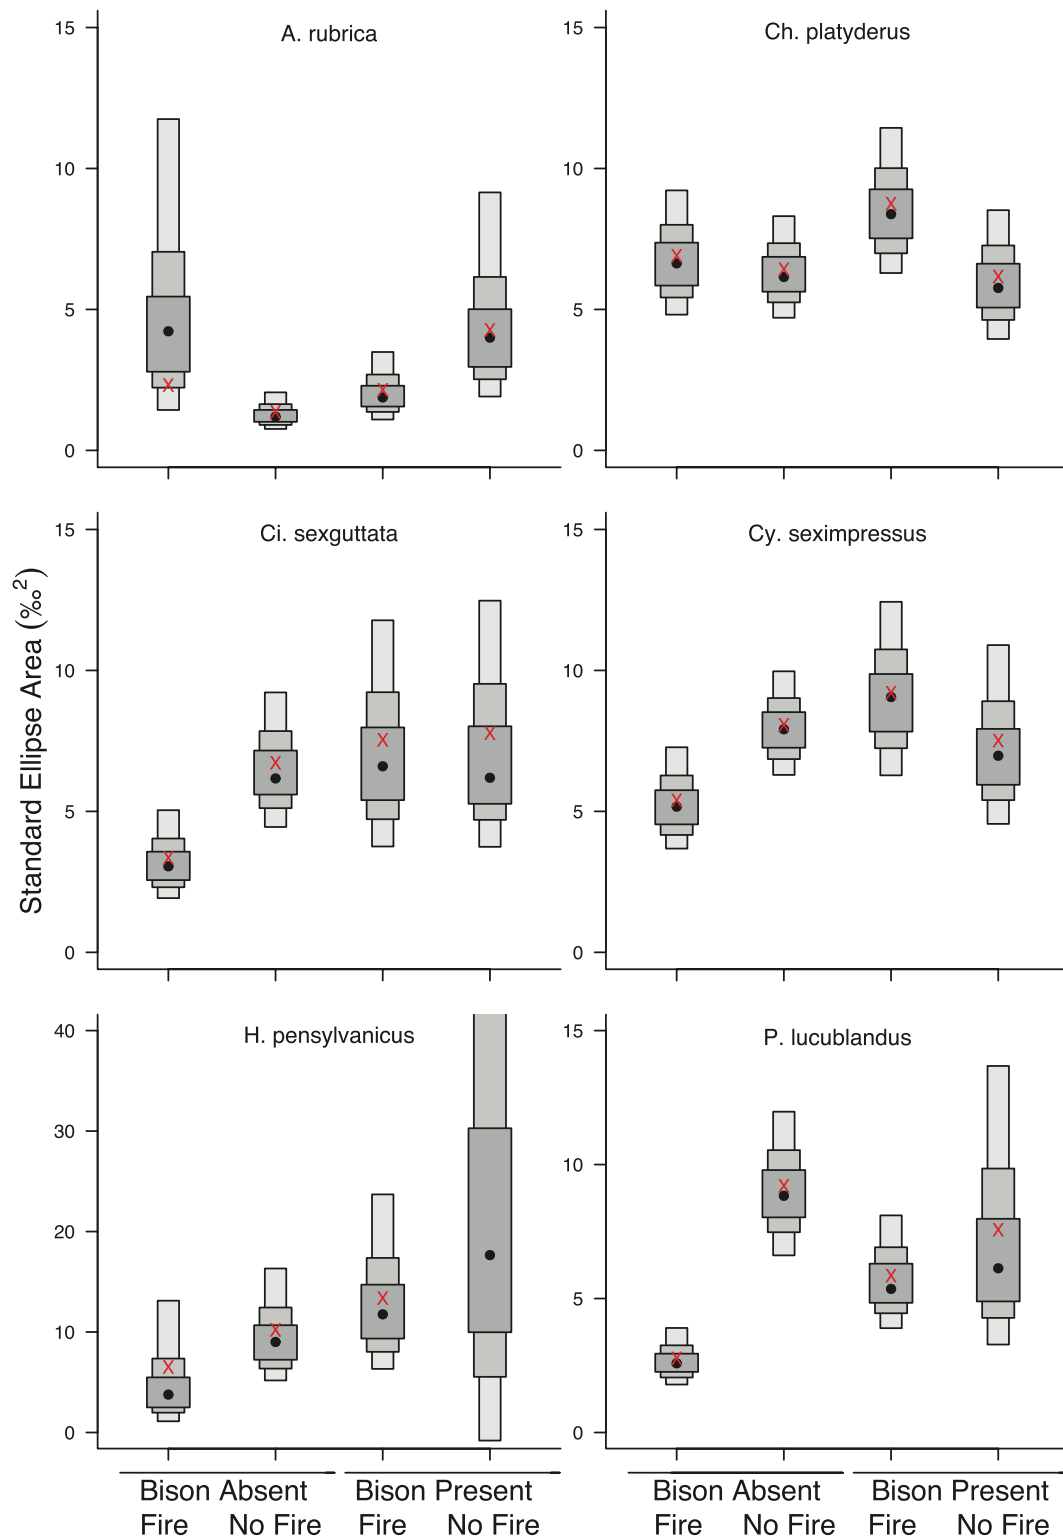 A. rubrica
15
10
5
0
Ch. platyderus
15
10
5
0
Ci. sexguttata
15
10
5
0
Cy. seximpressus
15
10
5
0
Standard Ellipse Area (‰²)
H. pensylvanicus
40
30
20
10
0
P. lucublandus
15
10
5
0
Bison Absent Bison Present
Fire No Fire Fire No Fire
Bison Absent Bison Present
Fire No Fire Fire No Fire